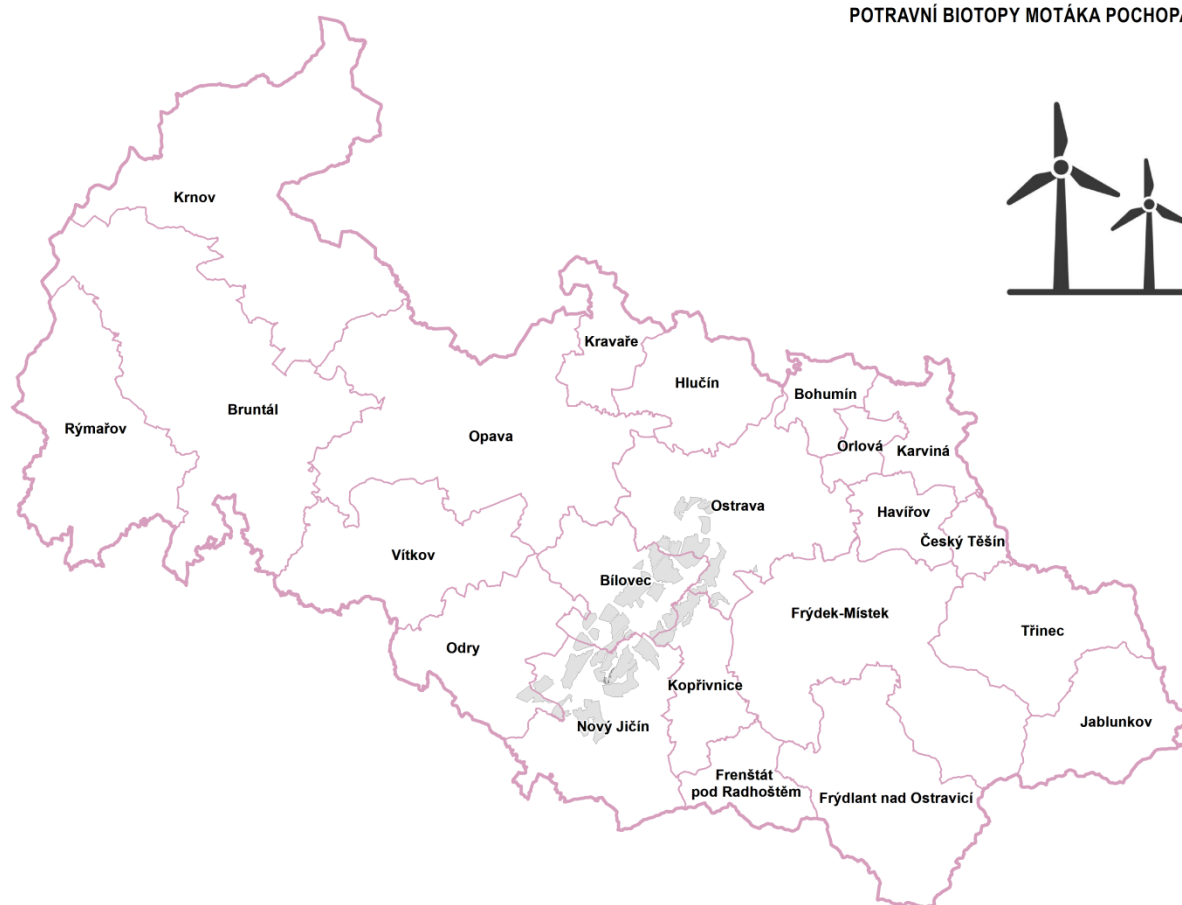 POTRAVNÍ BIOTOPY MOTÁKA POCHOPA
Krnov
Kravaře
Hlučín
Bohumín
Bruntál
Rýmařov
Opava
Orlová
Karviná
Ostrava
Havířov
Český Těšín
Vítkov
Bílovec
Frýdek-Místek
Třinec
Odry
Kopřivnice
Nový Jičín
Jablunkov
Frenštát
pod Radhoštěm
Frýdlant nad Ostravicí